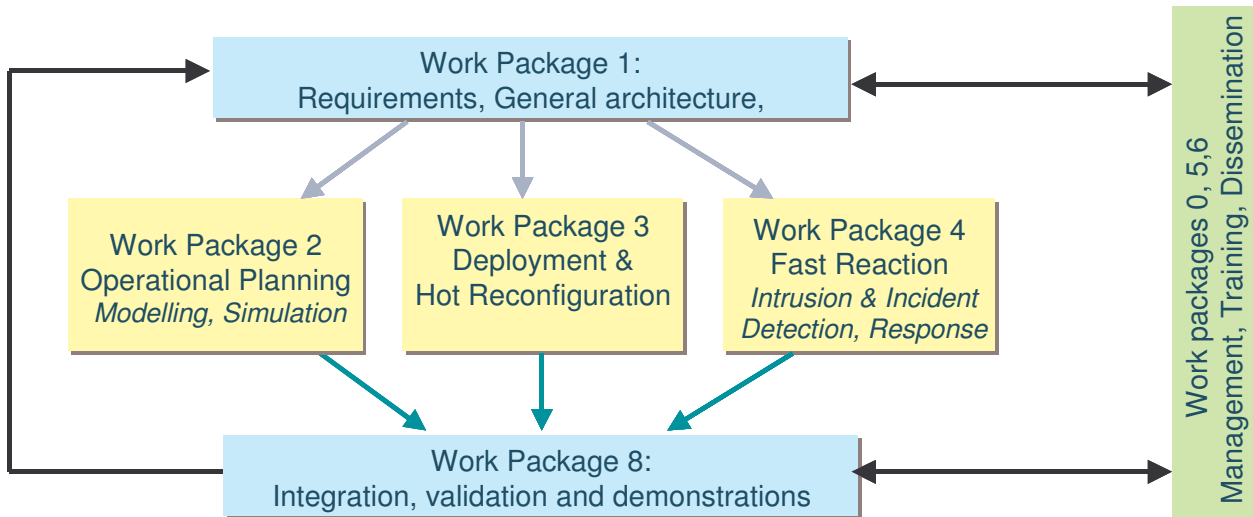 Work Package 1:
Requirements, General architecture,
Work Package 2
Operational Planning
Modelling, Simulation
Work Package 3
Deployment &
Hot Reconfiguration
Work Package 4
Fast Reaction
Intrusion & Incident
Detection, Response
Work Package 8:
Integration, validation and demonstrations
Work packages 0, 5,6
Management, Training, Dissemination